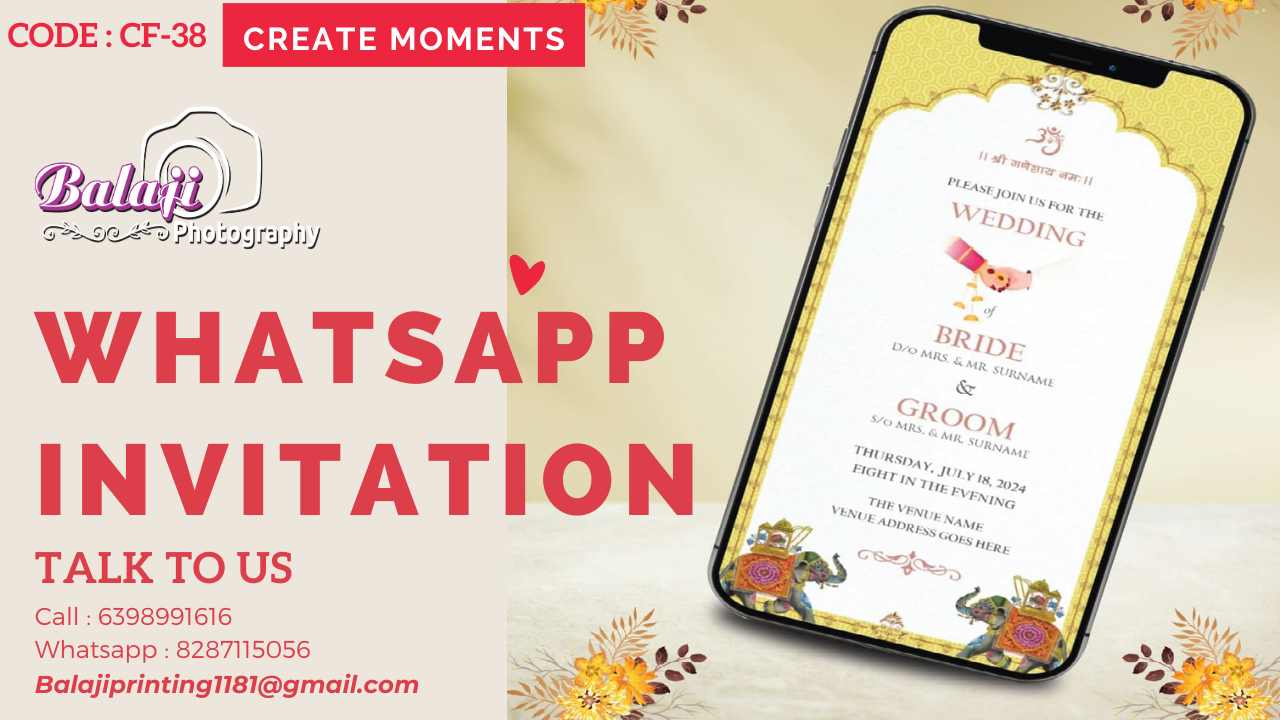 CODE : CF-38
CREATE MOMENTS
Balaji
Photography
WHATSAPP
INVITATION
TALK TO US
Call : 6398991616
Whatsapp : 8287115056
Balajiprinting1181@gmail.com
ॐ
।। श्री गणेशाय नमः।।
PLEASE JOIN US FOR THE
WEDDING
of
BRIDE
D/O MRS. & MR. SURNAME
&
GROOM
S/O MRS. & MR. SURNAME
THURSDAY, JULY 18, 2024
EIGHT IN THE EVENING
THE VENUE NAME
VENUE ADDRESS GOES HERE